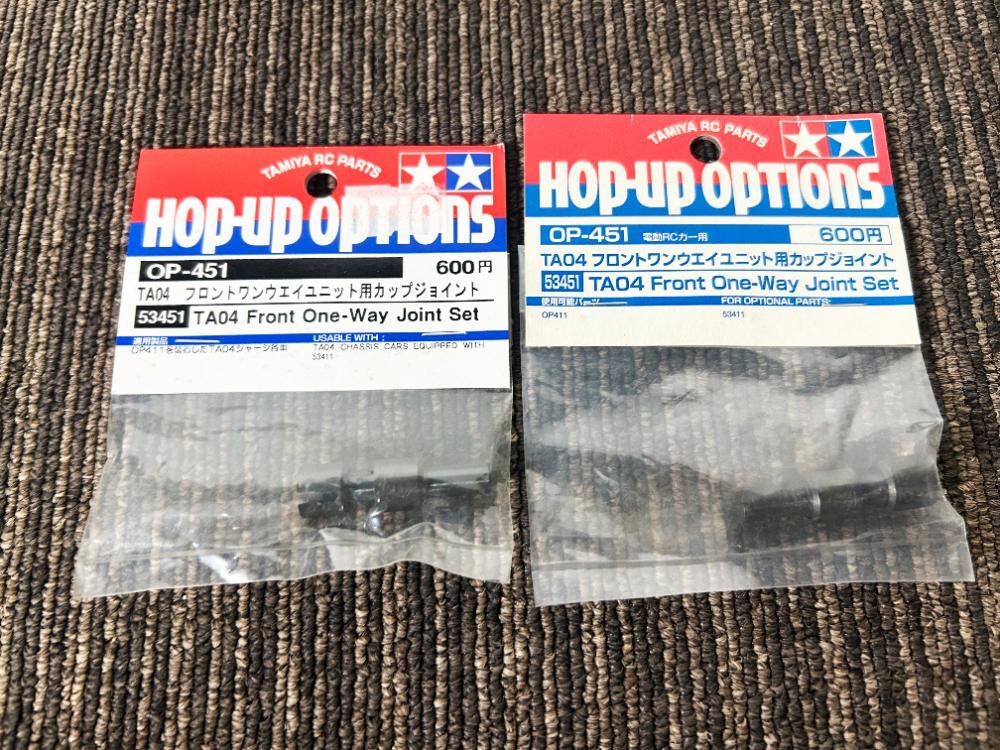 TAMIYA RC PARTS
HOP-UP OPTIONS
OP-451
600円
TA04 フロントワンウエイユニット用カップジョイント
53451 TA04 Front One-Way Joint Set
適用製品
OP411を装着したTA04シャーシ各車
USABLE WITH :
TA04 CHASSIS CARS EQUIPPED WITH
53411
TAMIYA RC PARTS
HOP-UP OPTIONS
OP-451 電動RCカー用 600円
TA04 フロントワンウエイユニット用カップジョイント
53451 TA04 Front One-Way Joint Set
使用可能パーツ
OP411
FOR OPTIONAL PARTS:
53411